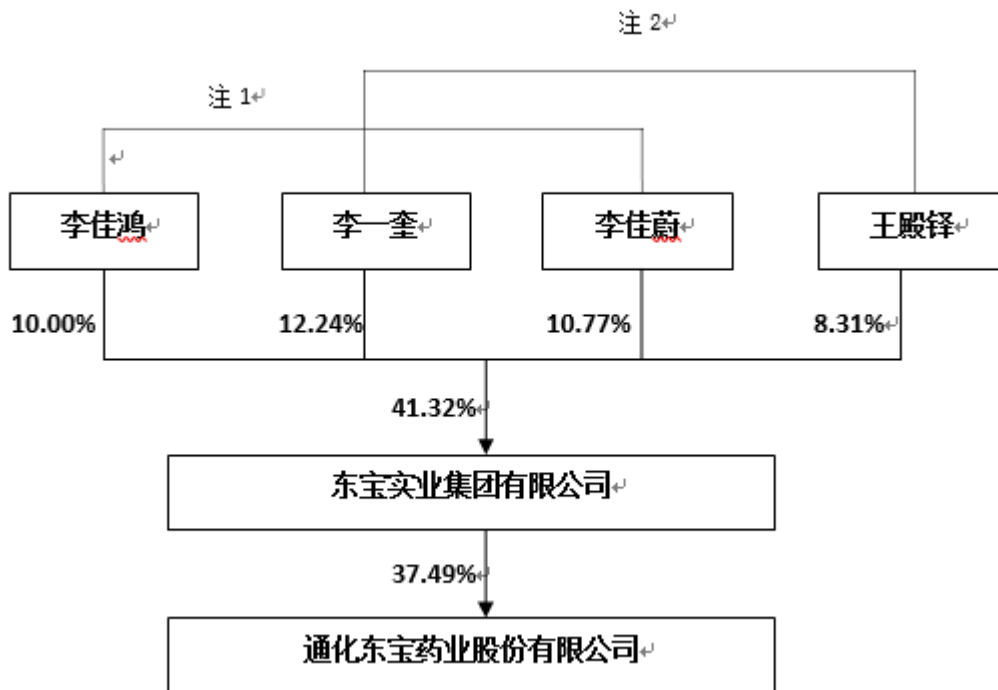 注 2
注 1
李佳鸿
李一奎
李佳蔚
王殿铎
10.00%
12.24%
10.77%
8.31%
41.32%
东宝实业集团有限公司
37.49%
通化东宝药业股份有限公司